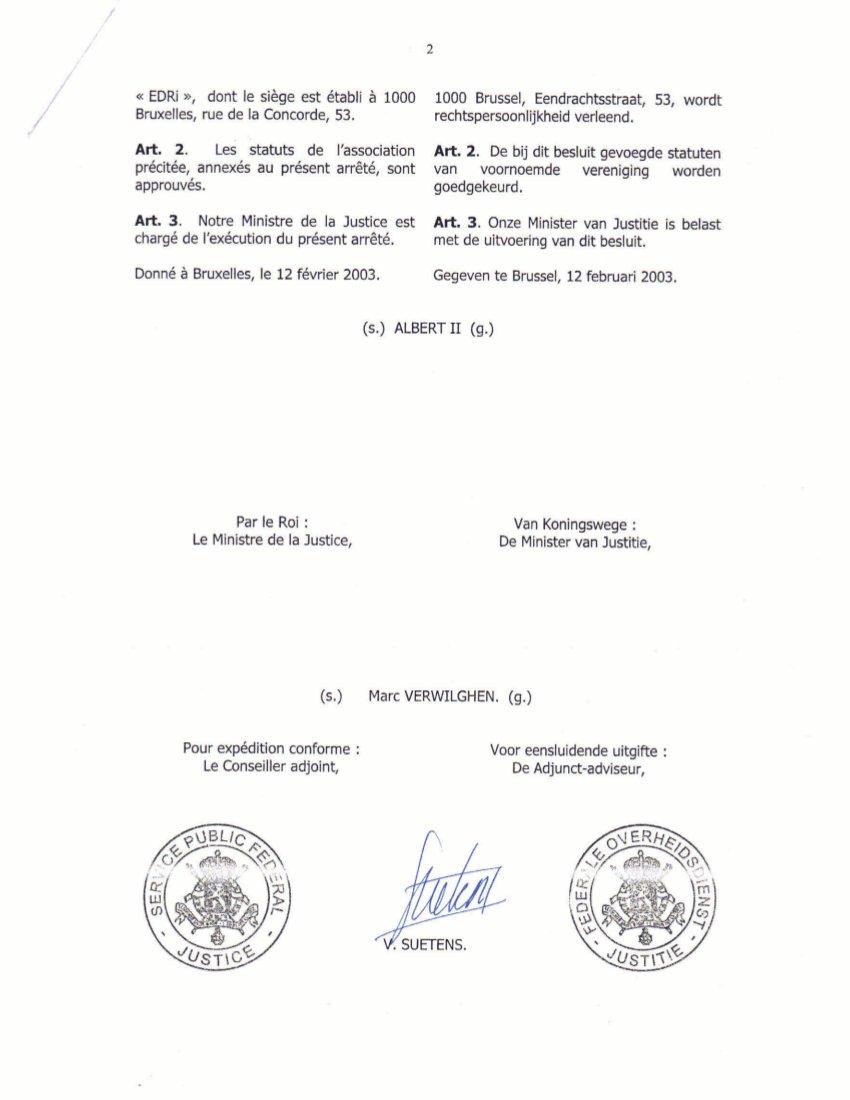 2
« EDRi », dont le siège est établi à 1000
Bruxelles, rue de la Concorde, 53.
Art. 2. Les statuts de l'association
précitée, annexés au présent arrêté, sont
approuvés.
Art. 3. Notre Ministre de la Justice est
chargé de l'exécution du présent arrêté.
Donné à Bruxelles, le 12 février 2003.
1000 Brussel, Eendrachtsstraat, 53, wordt
rechtspersoonlijkheid verleend.
Art. 2. De bij dit besluit gevoegde statuten
van voornoemde vereniging worden
goedgekeurd.
Art. 3. Onze Minister van Justitie is belast
met de uitvoering van dit besluit.
Gegeven te Brussel, 12 februari 2003.
(s.) ALBERT II (g.)
Par le Roi :
Le Ministre de la Justice,
Van Koningswege :
De Minister van Justitie,
(s.) Marc VERWILGHEN. (g.)
Pour expédition conforme :
Le Conseiller adjoint,
Voor eensluidende uitgifte :
De Adjunct-adviseur,
SERVICE PUBLIC FEDERAL
- JUSTICE -
Suetens
V. SUETENS.
FEDERALE OVERHEIDSDIENST
- JUSTITIE -